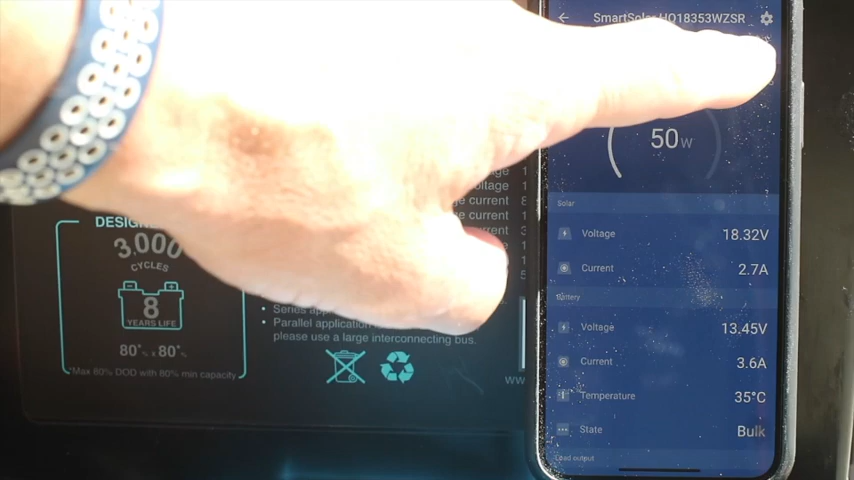 SmartSolar HQ18353WZSR
50W
Solar
Voltage 18.32V
Current 2.7A
Battery
Voltage 13.45V
Current 3.6A
Temperature 35°C
State Bulk
Load output
3,000
CYCLES
8
YEARS LIFE
80% x 80%
*Max 80% DOD with 80% min capacity
current
current
• Series
• Parallel application
please use a large interconnecting bus.